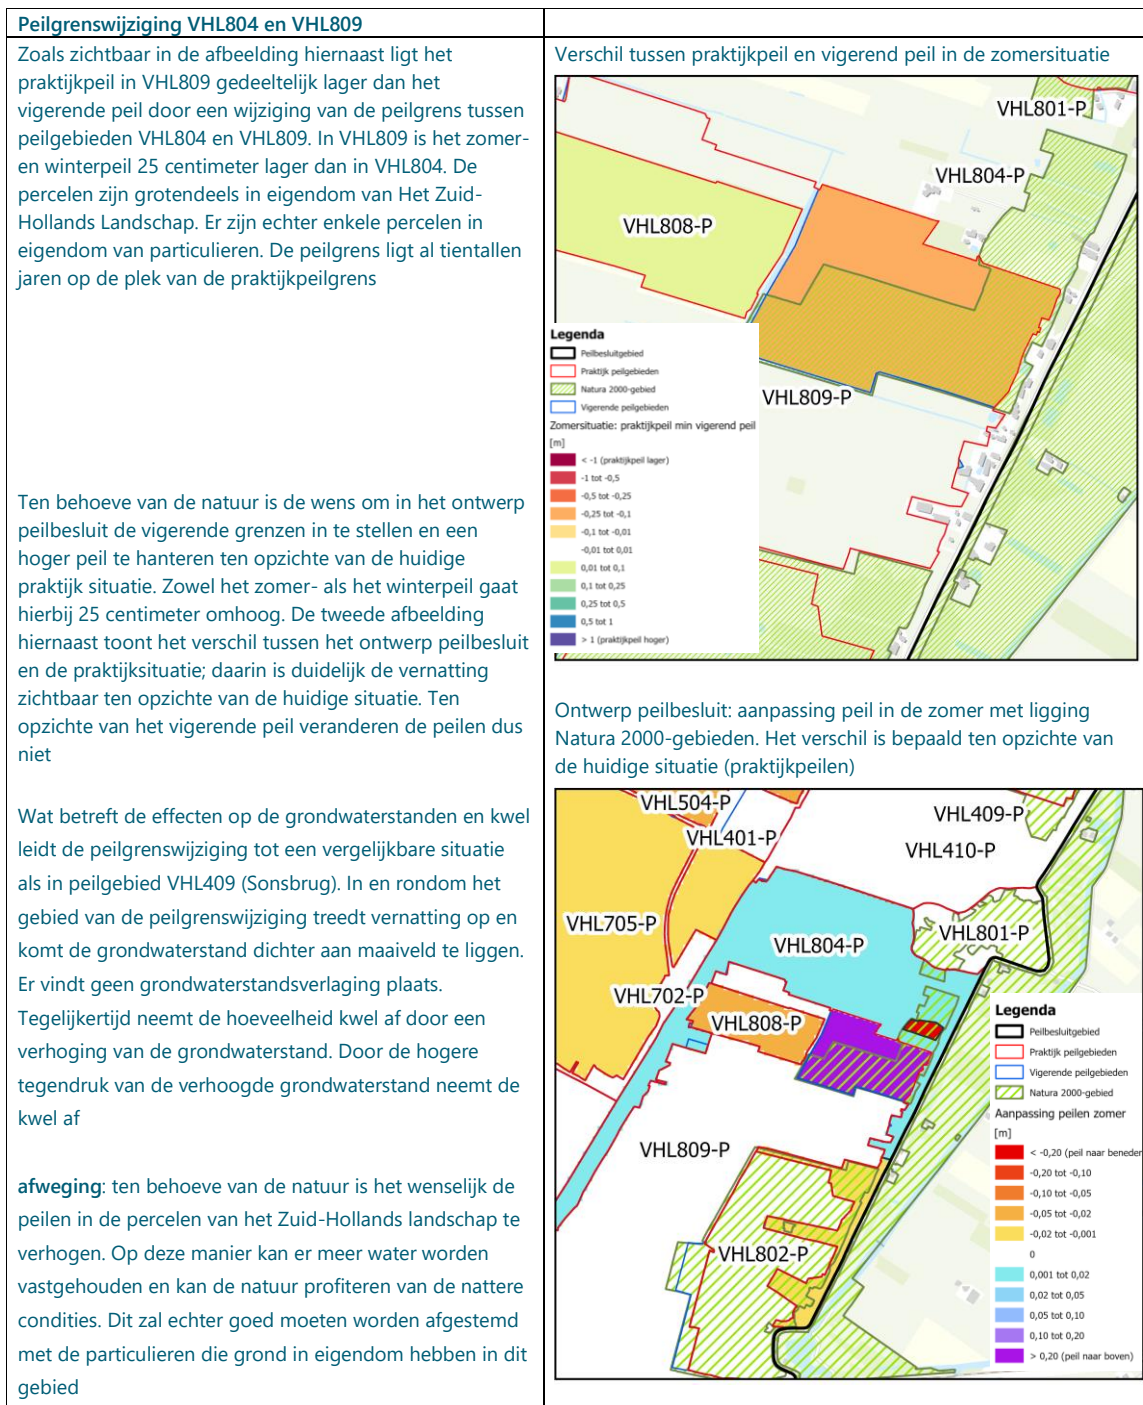 Peilgrenswijziging VHL804 en VHL809
Zoals zichtbaar in de afbeelding hiernaast ligt het
praktijkpeil in VHL809 gedeeltelijk lager dan het
vigerende peil door een wijziging van de peilgrens tussen
peilgebieden VHL804 en VHL809. In VHL809 is het zomer-
en winterpeil 25 centimeter lager dan in VHL804. De
percelen zijn grotendeels in eigendom van Het Zuid-
Hollands Landschap. Er zijn echter enkele percelen in
eigendom van particulieren. De peilgrens ligt al tientallen
jaren op de plek van de praktijkpeilgrens
Ten behoeve van de natuur is de wens om in het ontwerp
peilbesluit de vigerende grenzen in te stellen en een
hoger peil te hanteren ten opzichte van de huidige
praktijk situatie. Zowel het zomer- als het winterpeil gaat
hierbij 25 centimeter omhoog. De tweede afbeelding
hiernaast toont het verschil tussen het ontwerp peilbesluit
en de praktijksituatie; daarin is duidelijk de vernatting
zichtbaar ten opzichte van de huidige situatie. Ten
opzichte van het vigerende peil veranderen de peilen dus
niet
Wat betreft de effecten op de grondwaterstanden en kwel
leidt de peilgrenswijziging tot een vergelijkbare situatie
als in peilgebied VHL409 (Sonsbrug). In en rondom het
gebied van de peilgrenswijziging treedt vernatting op en
komt de grondwaterstand dichter aan maaiveld te liggen.
Er vindt geen grondwaterstandsverlaging plaats.
Tegelijkertijd neemt de hoeveelheid kwel af door een
verhoging van de grondwaterstand. Door de hogere
tegendruk van de verhoogde grondwaterstand neemt de
kwel af
afweging: ten behoeve van de natuur is het wenselijk de
peilen in de percelen van het Zuid-Hollands landschap te
verhogen. Op deze manier kan er meer water worden
vastgehouden en kan de natuur profiteren van de nattere
condities. Dit zal echter goed moeten worden afgestemd
met de particulieren die grond in eigendom hebben in dit
gebied
Verschil tussen praktijkpeil en vigerend peil in de zomersituatie
VHL801-P
VHL804-P
VHL808-P
VHL809-P
Legenda
Peilbesluitgebied
Praktijk peilgebieden
Natura 2000-gebied
Vigerende peilgebieden
Zomersituatie: praktijkpeil min vigerend peil
[m]
< -1 (praktijkpeil lager)
-1 tot -0,5
-0,5 tot -0,25
-0,25 tot -0,1
-0,1 tot -0,01
-0,01 tot 0,01
0,01 tot 0,1
0,1 tot 0,25
0,25 tot 0,5
0,5 tot 1
> 1 (praktijkpeil hoger)
Ontwerp peilbesluit: aanpassing peil in de zomer met ligging
Natura 2000-gebieden. Het verschil is bepaald ten opzichte van
de huidige situatie (praktijkpeilen)
VHL504-P
VHL409-P
VHL401-P
VHL410-P
VHL705-P
VHL804-P
VHL801-P
VHL702-P
VHL808-P
VHL809-P
VHL802-P
Legenda
Peilbesluitgebied
Praktijk peilgebieden
Vigerende peilgebieden
Natura 2000-gebied
Aanpassing peilen zomer
[m]
< -0,20 (peil naar beneden
-0,20 tot -0,10
-0,10 tot -0,05
-0,05 tot -0,02
-0,02 tot -0,001
0
0,001 tot 0,02
0,02 tot 0,05
0,05 tot 0,10
0,10 tot 0,20
> 0,20 (peil naar boven)